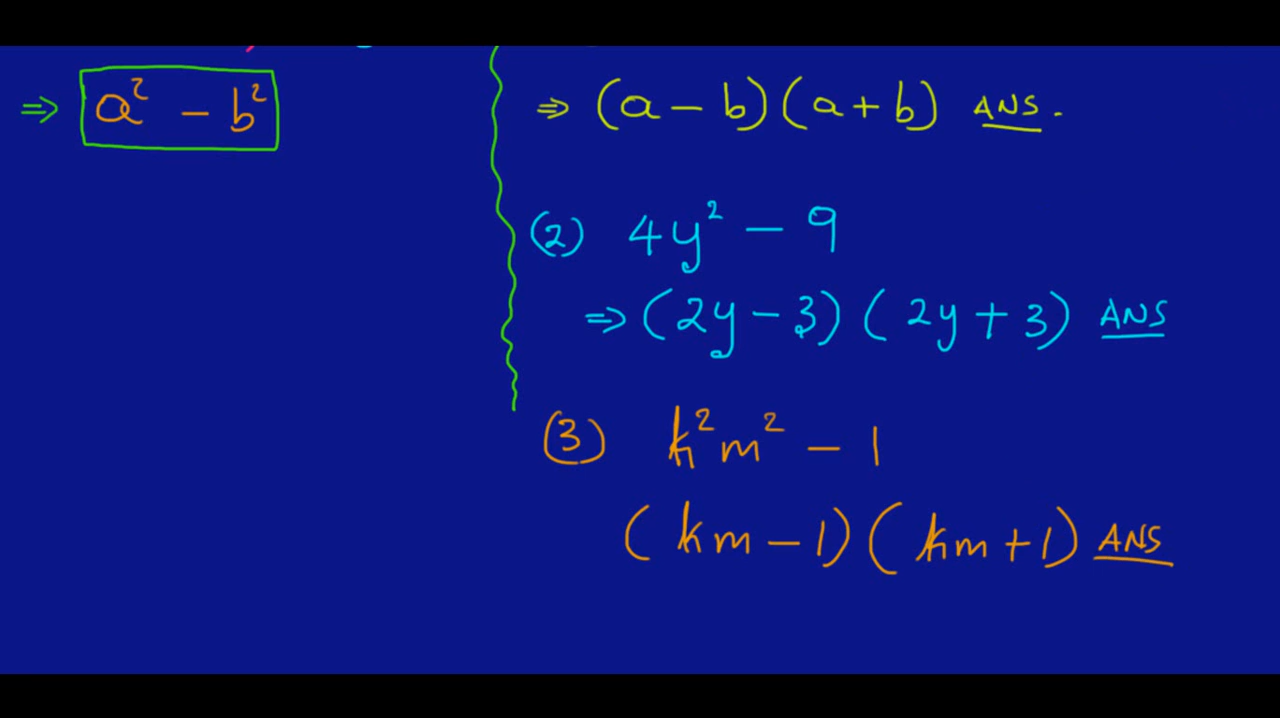 ⇒ a² − b²
⇒ (a − b)(a + b) ANS.
(2) 4y² − 9
⇒ (2y − 3)(2y + 3) ANS
(3) k²m² − 1
(km − 1)(km + 1) ANS